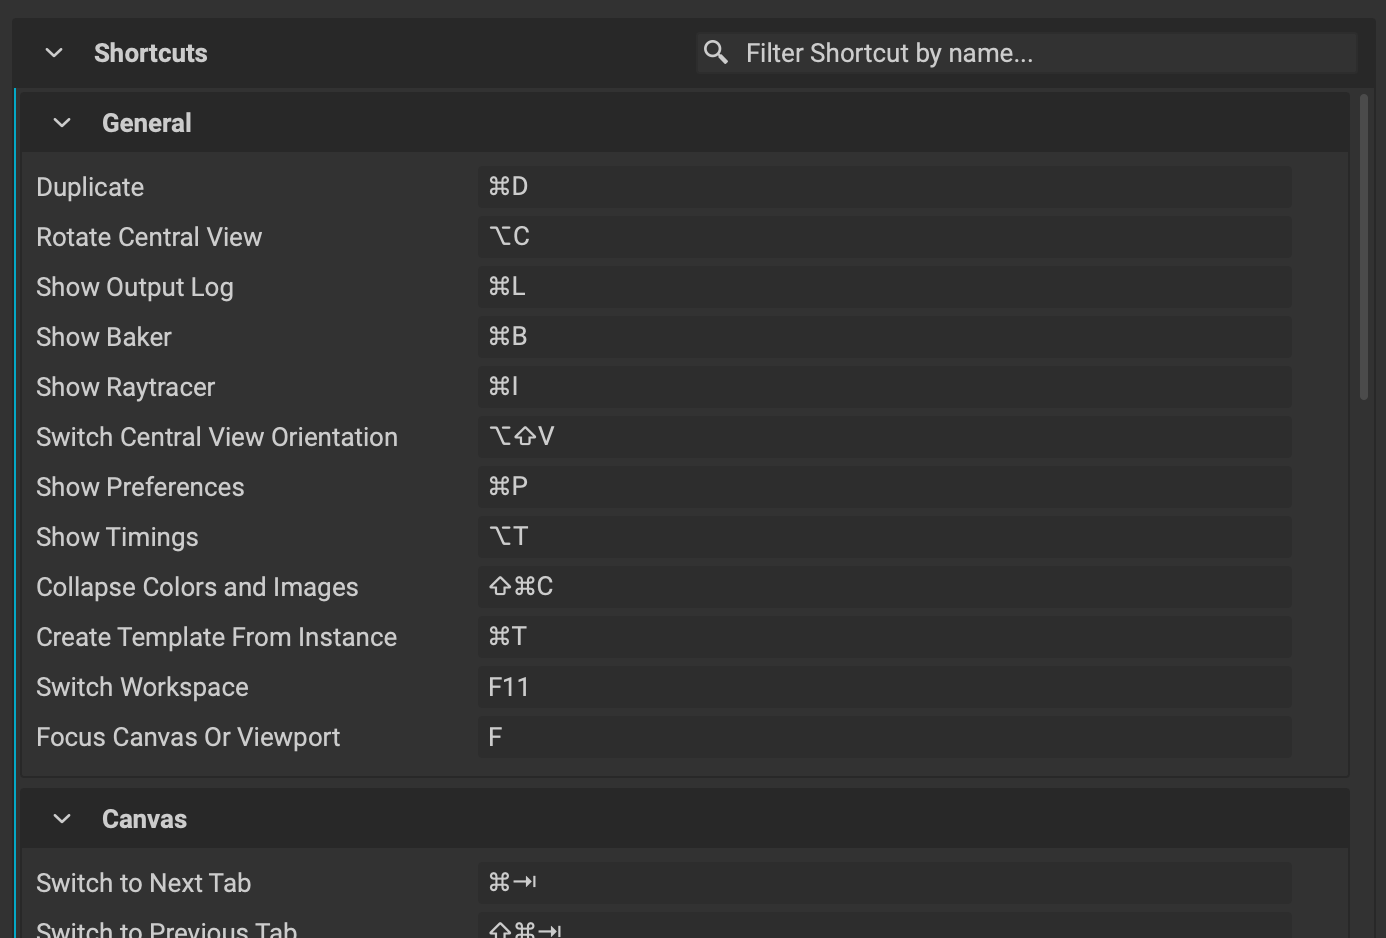 Shortcuts
Filter Shortcut by name...
General
Duplicate ⌘D
Rotate Central View ⌥C
Show Output Log ⌘L
Show Baker ⌘B
Show Raytracer ⌘I
Switch Central View Orientation ⌥⇧V
Show Preferences ⌘P
Show Timings ⌥T
Collapse Colors and Images ⇧⌘C
Create Template From Instance ⌘T
Switch Workspace F11
Focus Canvas Or Viewport F
Canvas
Switch to Next Tab ⌘⇥
Switch to Previous Tab ⇧⌘⇥